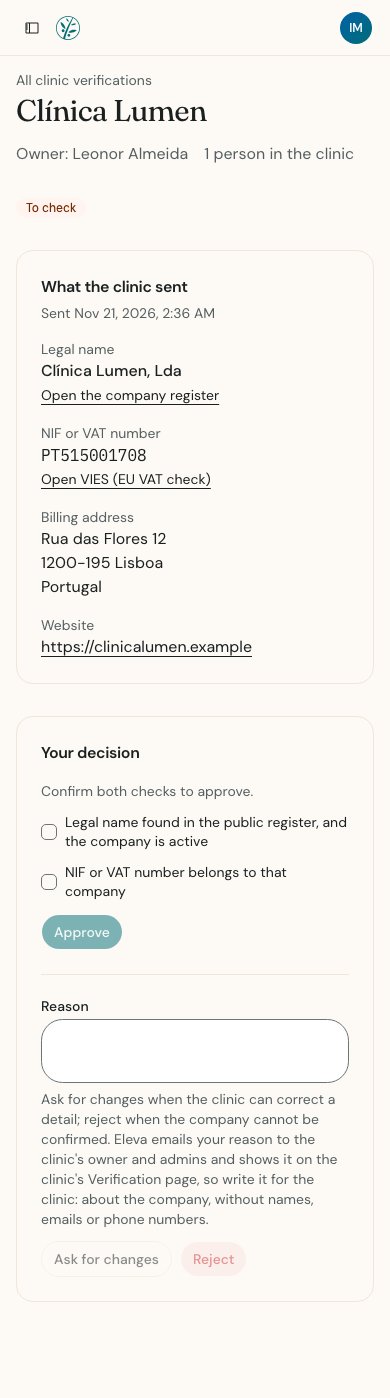 IM
All clinic verifications
Clínica Lumen
Owner: Leonor Almeida 1 person in the clinic
To check
What the clinic sent
Sent Nov 21, 2026, 2:36 AM
Legal name
Clínica Lumen, Lda
Open the company register
NIF or VAT number
PT515001708
Open VIES (EU VAT check)
Billing address
Rua das Flores 12
1200-195 Lisboa
Portugal
Website
https://clinicalumen.example
Your decision
Confirm both checks to approve.
Legal name found in the public register, and
the company is active
NIF or VAT number belongs to that
company
Approve
Reason
Ask for changes when the clinic can correct a
detail; reject when the company cannot be
confirmed. Eleva emails your reason to the
clinic's owner and admins and shows it on the
clinic's Verification page, so write it for the
clinic: about the company, without names,
emails or phone numbers.
Ask for changes
Reject